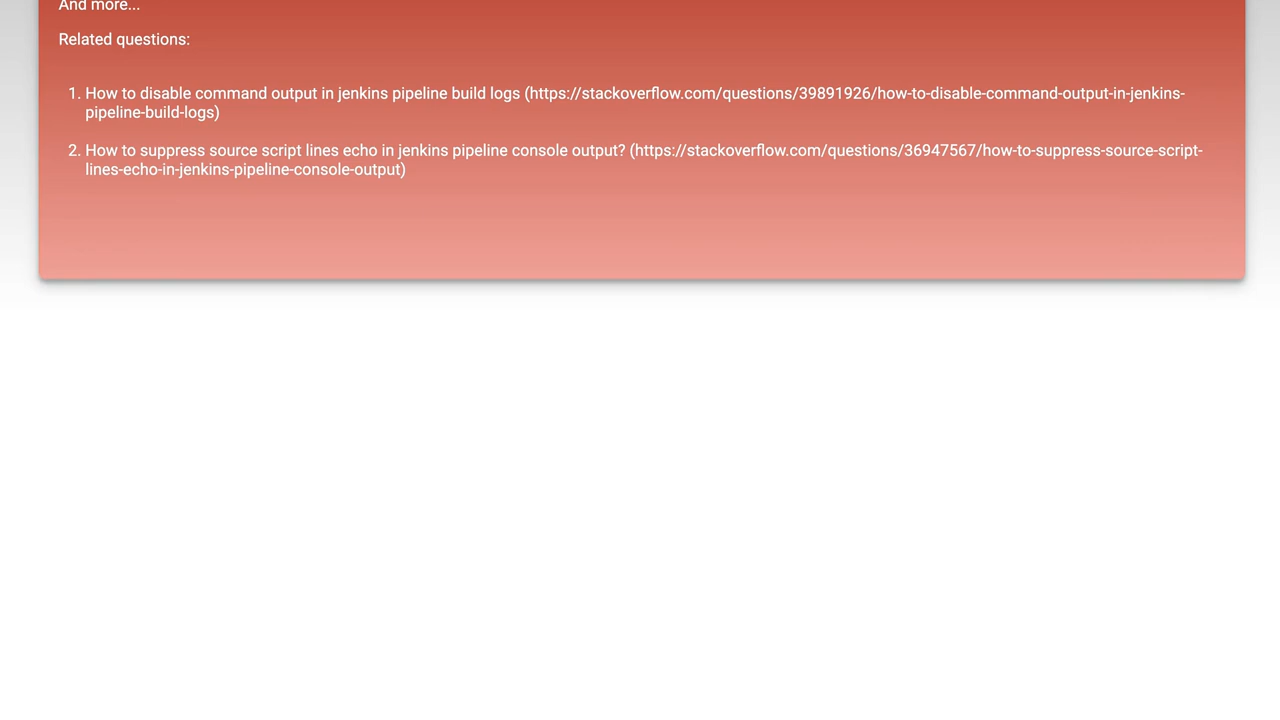 And more...
Related questions:
1. How to disable command output in jenkins pipeline build logs (https://stackoverflow.com/questions/39891926/how-to-disable-command-output-in-jenkins-
pipeline-build-logs)
2. How to suppress source script lines echo in jenkins pipeline console output? (https://stackoverflow.com/questions/36947567/how-to-suppress-source-script-
lines-echo-in-jenkins-pipeline-console-output)